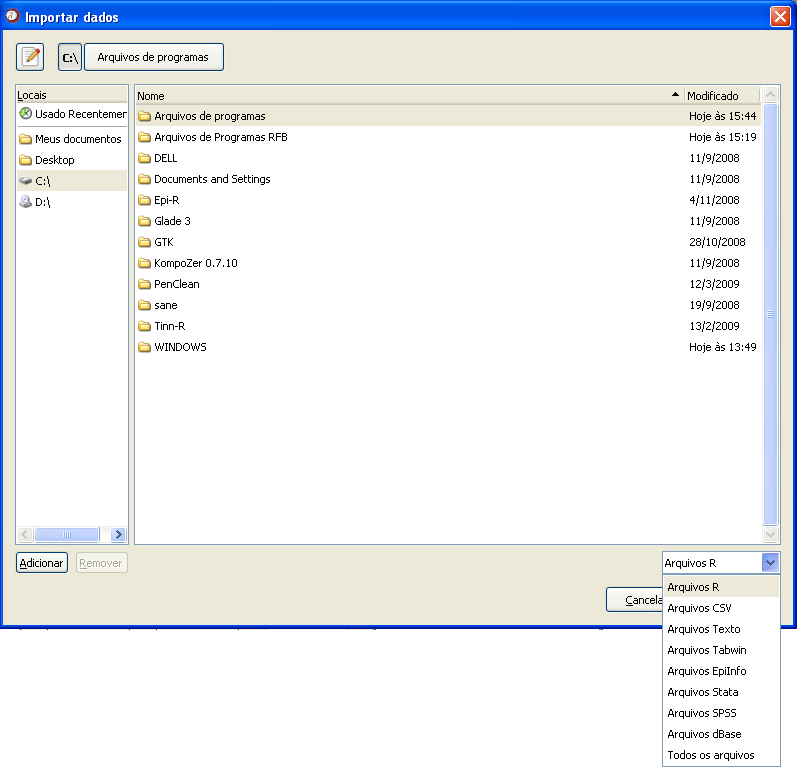 Importar dados
C:\ Arquivos de programas
Locais
Usado Recentemer
Meus documentos
Desktop
C:\
D:\
Nome Modificado
Arquivos de programas Hoje às 15:44
Arquivos de Programas RFB Hoje às 15:19
DELL 11/9/2008
Documents and Settings 11/9/2008
Epi-R 4/11/2008
Glade 3 11/9/2008
GTK 28/10/2008
KompoZer 0.7.10 11/9/2008
PenClean 12/3/2009
sane 19/9/2008
Tinn-R 13/2/2009
WINDOWS Hoje às 13:49
Adicionar Remover
Arquivos R
Cancela
Arquivos R
Arquivos CSV
Arquivos Texto
Arquivos Tabwin
Arquivos EpiInfo
Arquivos Stata
Arquivos SPSS
Arquivos dBase
Todos os arquivos